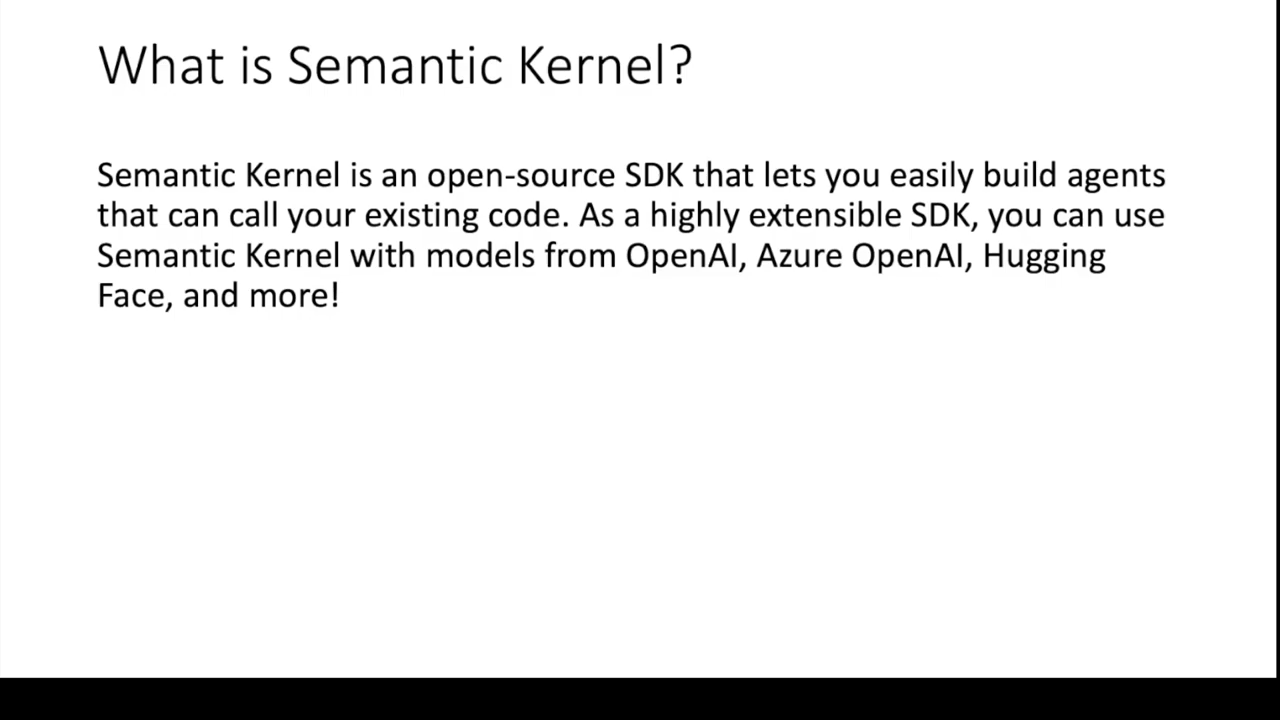 What is Semantic Kernel?
Semantic Kernel is an open-source SDK that lets you easily build agents
that can call your existing code. As a highly extensible SDK, you can use
Semantic Kernel with models from OpenAI, Azure OpenAI, Hugging
Face, and more!